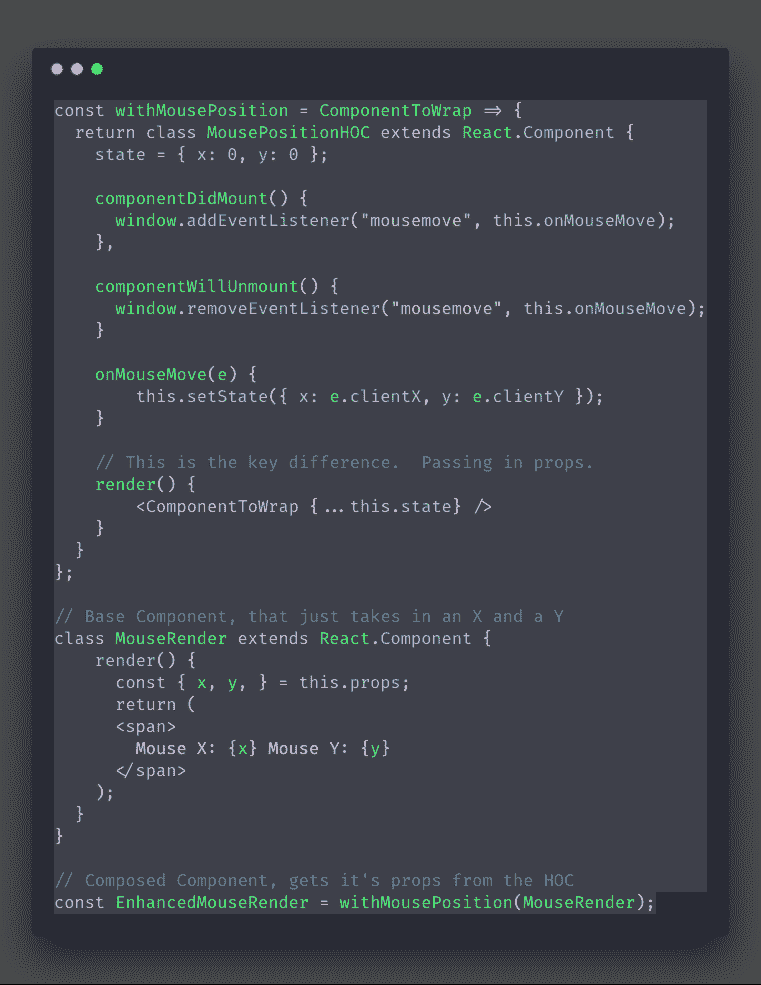 const withMousePosition = ComponentToWrap => {
  return class MousePositionHOC extends React.Component {
    state = { x: 0, y: 0 };

    componentDidMount() {
      window.addEventListener("mousemove", this.onMouseMove);
    },

    componentWillUnmount() {
      window.removeEventListener("mousemove", this.onMouseMove);
    }

    onMouseMove(e) {
        this.setState({ x: e.clientX, y: e.clientY });
    }

    // This is the key difference.  Passing in props.
    render() {
        <ComponentToWrap {...this.state} />
    }
  }
};

// Base Component, that just takes in an X and a Y
class MouseRender extends React.Component {
    render() {
      const { x, y, } = this.props;
      return (
      <span>
        Mouse X: {x} Mouse Y: {y}
      </span>
    );
  }
}

// Composed Component, gets it's props from the HOC
const EnhancedMouseRender = withMousePosition(MouseRender);